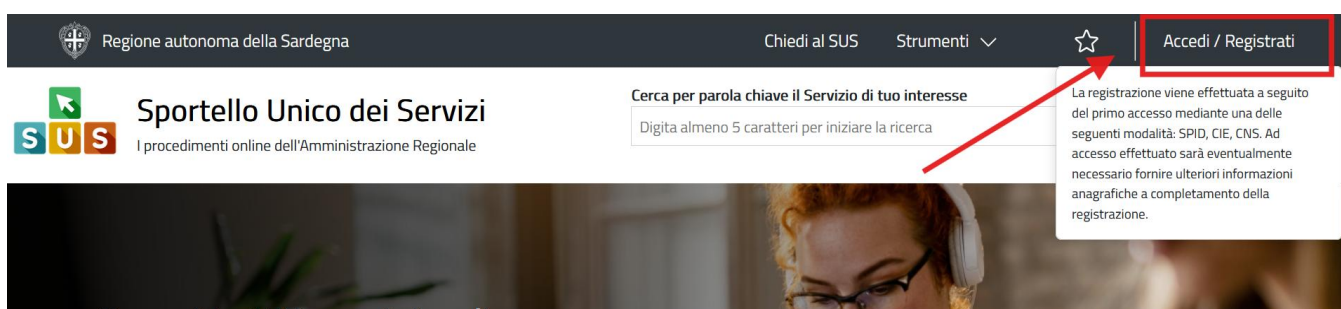 Regione autonoma della Sardegna
Chiedi al SUS
Strumenti
Accedi / Registrati
SUS
Sportello Unico dei Servizi
I procedimenti online dell'Amministrazione Regionale
Cerca per parola chiave il Servizio di tuo interesse
Digita almeno 5 caratteri per iniziare la ricerca
La registrazione viene effettuata a seguito
del primo accesso mediante una delle
seguenti modalità: SPID, CIE, CNS. Ad
accesso effettuato sarà eventualmente
necessario fornire ulteriori informazioni
anagrafiche a completamento della
registrazione.